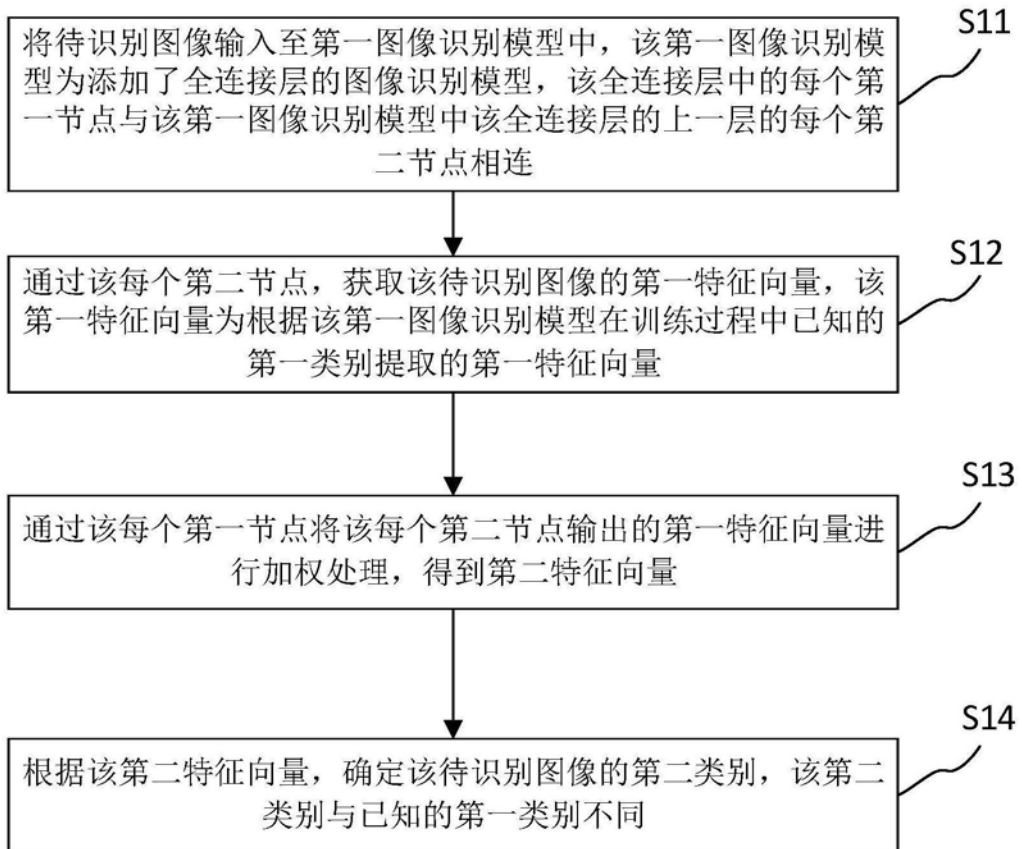 S11
将待识别图像输入至第一图像识别模型中，该第一图像识别模
型为添加了全连接层的图像识别模型，该全连接层中的每个第
一节点与该第一图像识别模型中该全连接层的上一层的每个第
二节点相连
S12
通过该每个第二节点，获取该待识别图像的第一特征向量，该
第一特征向量为根据该第一图像识别模型在训练过程中已知的
第一类别提取的第一特征向量
S13
通过该每个第一节点将该每个第二节点输出的第一特征向量进
行加权处理，得到第二特征向量
S14
根据该第二特征向量，确定该待识别图像的第二类别，该第二
类别与已知的第一类别不同